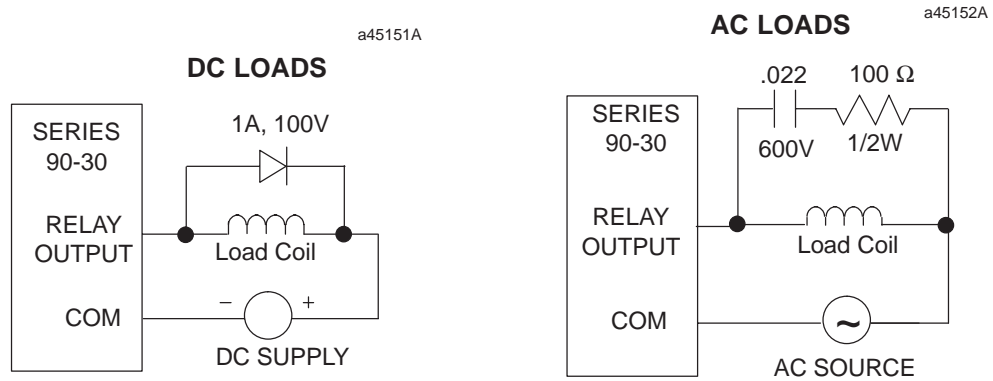 a45151A
DC LOADS
SERIES
90-30
1A, 100V
RELAY
OUTPUT
Load Coil
COM
– +
DC SUPPLY
a45152A
AC LOADS
SERIES
90-30
.022
100 Ω
600V
1/2W
RELAY
OUTPUT
Load Coil
COM
~
AC SOURCE